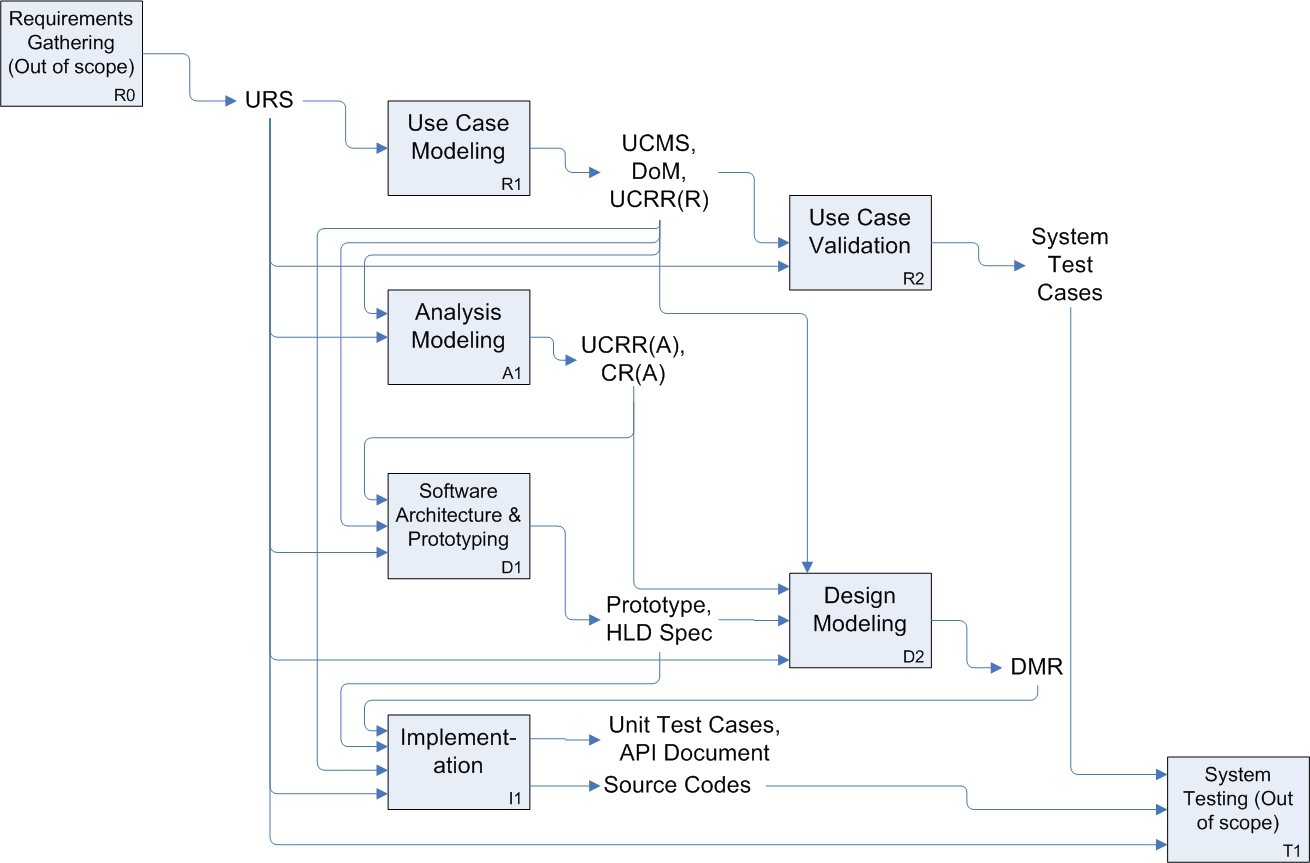 Requirements
Gathering
(Out of scope)
R0
URS
Use Case
Modeling
R1
UCMS,
DoM,
UCRR(R)
Use Case
Validation
R2
System
Test
Cases
Analysis
Modeling
A1
UCRR(A),
CR(A)
Software
Architecture &
Prototyping
D1
Prototype,
HLD Spec
Design
Modeling
D2
DMR
Implement-
ation
I1
Unit Test Cases,
API Document
Source Codes
System
Testing (Out
of scope)
T1